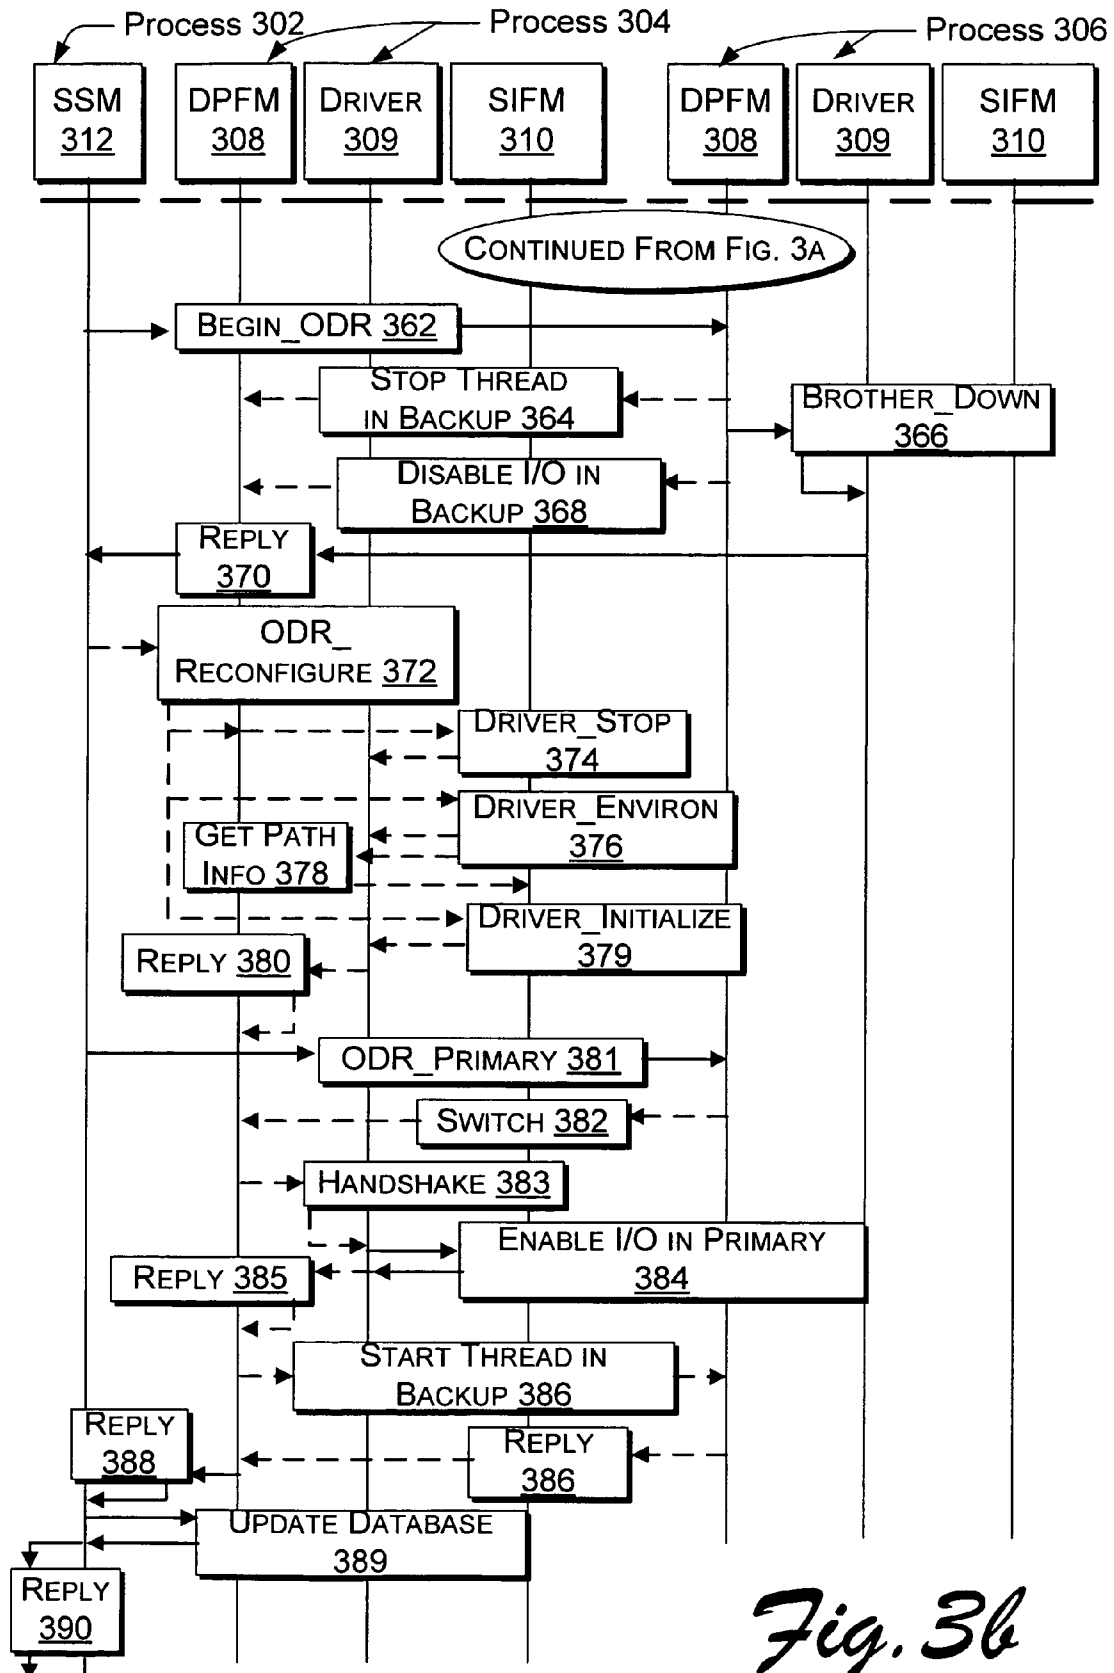 Process 302
Process 304
Process 306
SSM
312
DPFM
308
DRIVER
309
SIFM
310
DPFM
308
DRIVER
309
SIFM
310
CONTINUED FROM FIG. 3A
BEGIN_ODR 362
STOP THREAD
IN BACKUP 364
BROTHER_DOWN
366
DISABLE I/O IN
BACKUP 368
REPLY
370
ODR_
RECONFIGURE 372
DRIVER_STOP
374
DRIVER_ENVIRON
376
GET PATH
INFO 378
DRIVER_INITIALIZE
379
REPLY 380
ODR_PRIMARY 381
SWITCH 382
HANDSHAKE 383
ENABLE I/O IN PRIMARY
384
REPLY 385
START THREAD IN
BACKUP 386
REPLY
388
REPLY
386
UPDATE DATABASE
389
REPLY
390
Fig. 3b